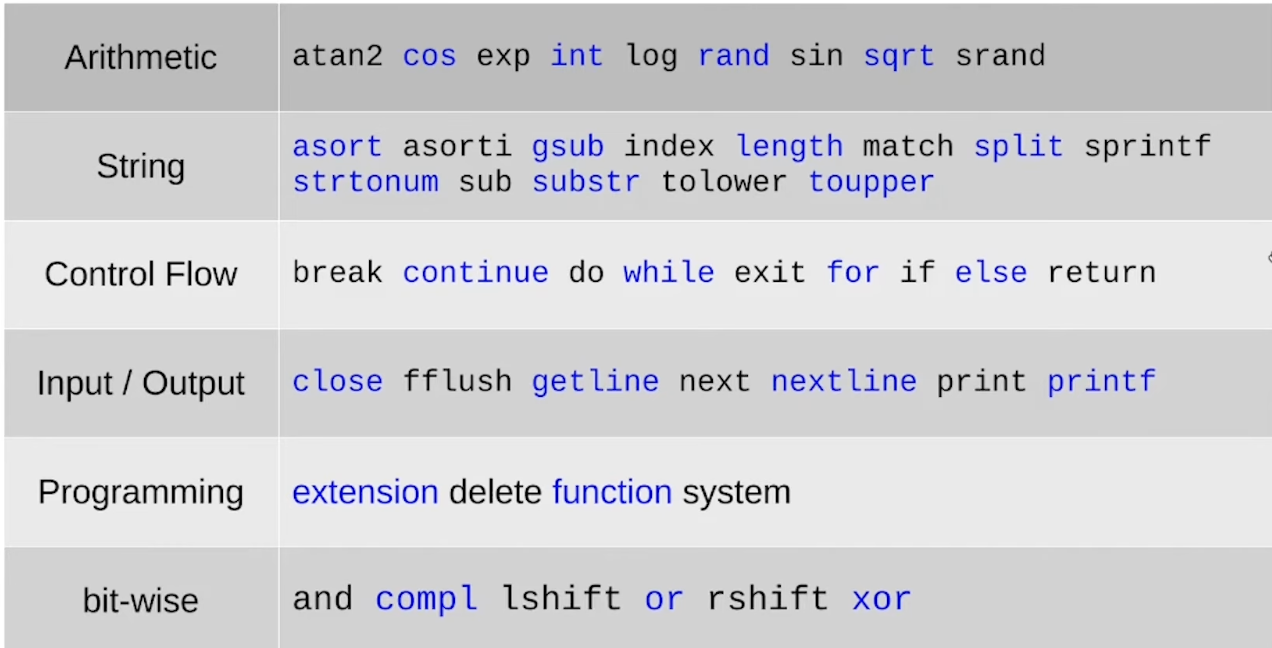 Arithmetic
atan2 cos exp int log rand sin sqrt srand
String
asort asorti gsub index length match split sprintf
strtonum sub substr tolower toupper
Control Flow
break continue do while exit for if else return
Input / Output
close fflush getline next nextline print printf
Programming
extension delete function system
bit-wise
and compl lshift or rshift xor